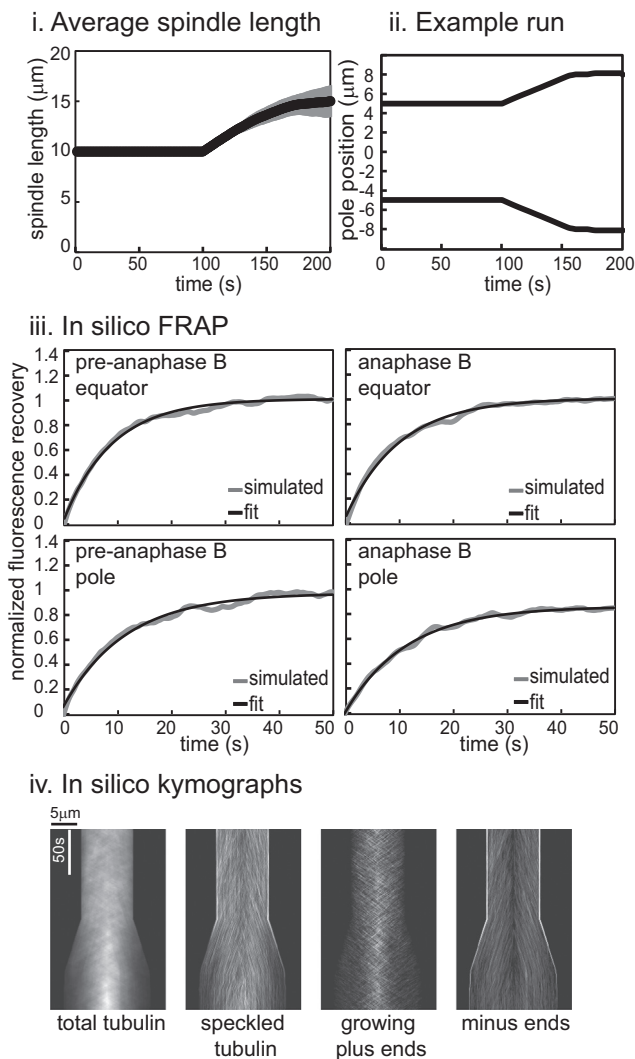 i. Average spindle length
spindle length (μm)
20
15
10
5
0
0 50 100 150 200
time (s)
ii. Example run
pole position (μm)
8
6
4
2
0
-2
-4
-6
-8
0 50 100 150 200
time (s)
iii. In silico FRAP
normalized fluorescence recovery
1.4
1.2
1.0
0.8
0.6
0.4
0.2
0
pre-anaphase B
equator
simulated
fit
anaphase B
equator
simulated
fit
1.4
1.2
1.0
0.8
0.6
0.4
0.2
0
pre-anaphase B
pole
simulated
fit
0 10 20 30 40 50
time (s)
anaphase B
pole
simulated
fit
0 10 20 30 40 50
time (s)
iv. In silico kymographs
5μm
50s
total tubulin
speckled
tubulin
growing
plus ends
minus ends